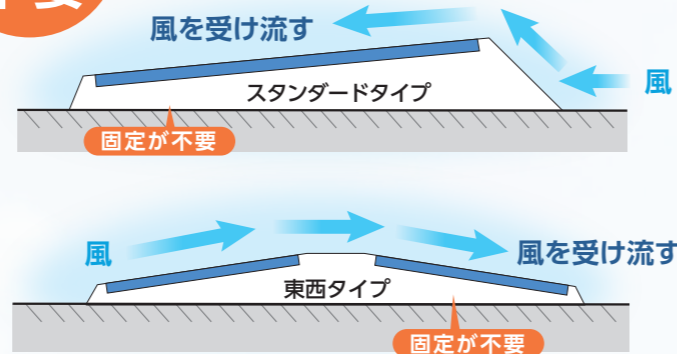 風を受け流す
風
スタンダードタイプ
固定が不要
風
風を受け流す
東西タイプ
固定が不要